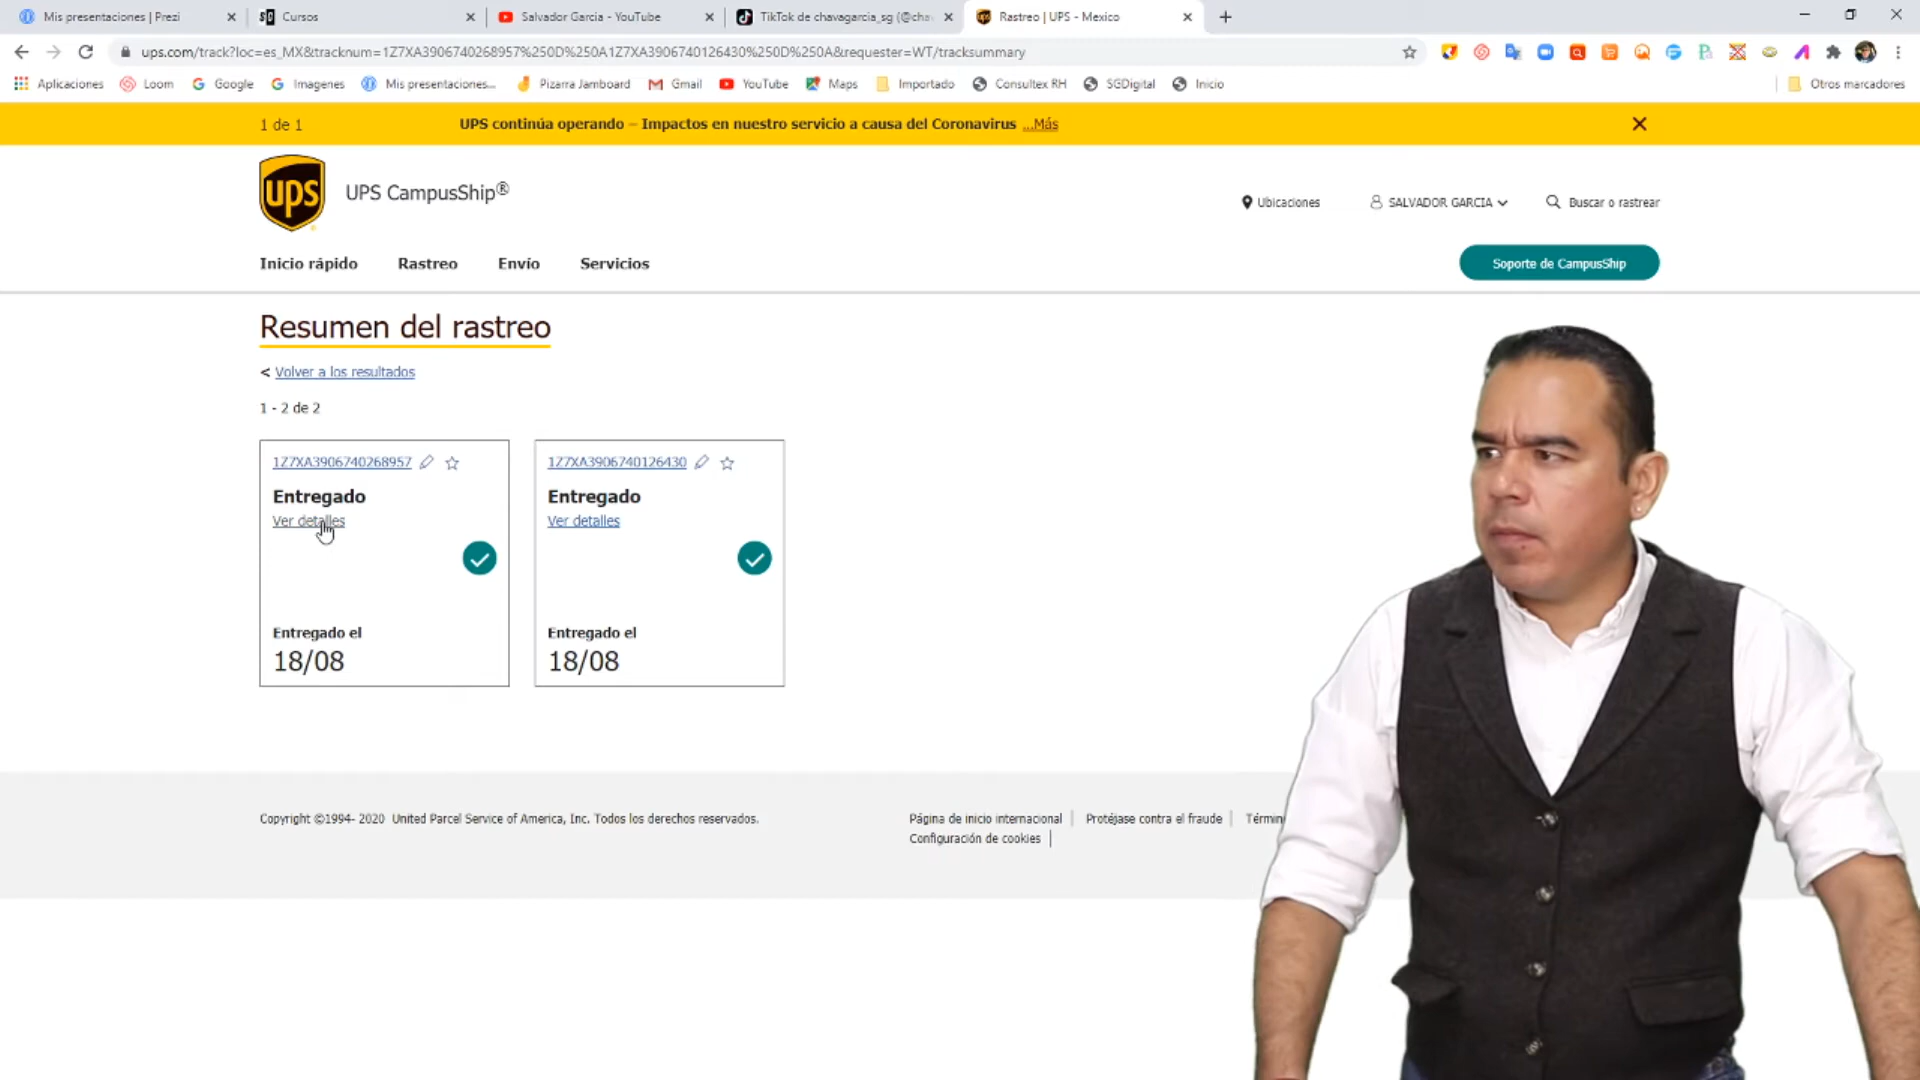 Mis presentaciones | Prezi
Cursos
Salvador Garcia - YouTube
TikTok de chavagarcia_sg (@cha
Rastreo | UPS - Mexico
ups.com/track?loc=es_MX&tracknum=1Z7XA3906740268957%250D%250A1Z7XA3906740126430%250D%250A&requester=WT/tracksummary
Aplicaciones
Loom
Google
Imagenes
Mis presentaciones...
Pizarra Jamboard
Gmail
YouTube
Maps
Importado
Consultex RH
SGDigital
Inicio
Otros marcadores
1 de 1
UPS continúa operando – Impactos en nuestro servicio a causa del Coronavirus ...Más
ups
UPS CampusShip®
Ubicaciones
SALVADOR GARCIA
Buscar o rastrear
Inicio rápido
Rastreo
Envío
Servicios
Soporte de CampusShip
Resumen del rastreo
< Volver a los resultados
1 - 2 de 2
1Z7XA3906740268957
Entregado
Ver detalles
Entregado el
18/08
1Z7XA3906740126430
Entregado
Ver detalles
Entregado el
18/08
Copyright ©1994- 2020 United Parcel Service of America, Inc. Todos los derechos reservados.
Página de inicio internacional
Protéjase contra el fraude
Términ
Configuración de cookies